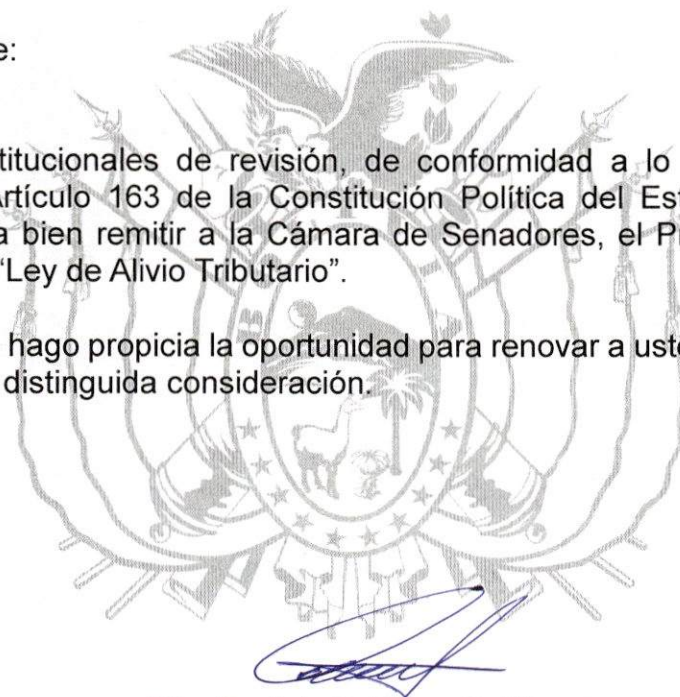 e:
titucionales de revisión, de conformidad a lo
Artículo 163 de la Constitución Política del Est
a bien remitir a la Cámara de Senadores, el Pr
"Ley de Alivio Tributario".
hago propicia la oportunidad para renovar a uste
distinguida consideración.